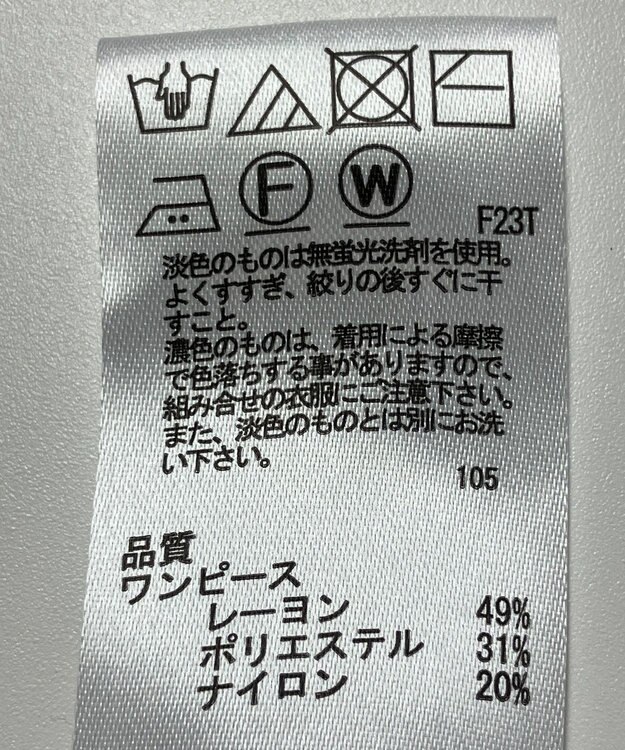 F
W
F23T
淡色のものは無蛍光洗剤を使用。
よくすすぎ、絞りの後すぐに干
すこと。
濃色のものは、着用による摩擦
で色落ちする事がありますので、
組み合せの衣服にご注意下さい。
また、淡色のものとは別にお洗
い下さい。
105
品質
ワンピース
レーヨン 49%
ポリエステル 31%
ナイロン 20%